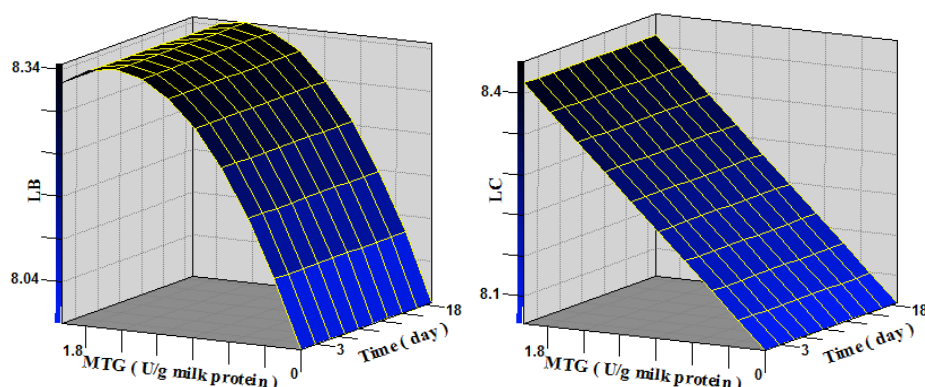 8.34
LB
8.04
1.8
MTG ( U/g milk protein )
0
3
Time ( day )
18
8.4
LC
8.1
1.8
MTG ( U/g milk protein )
0
3
Time ( day )
18